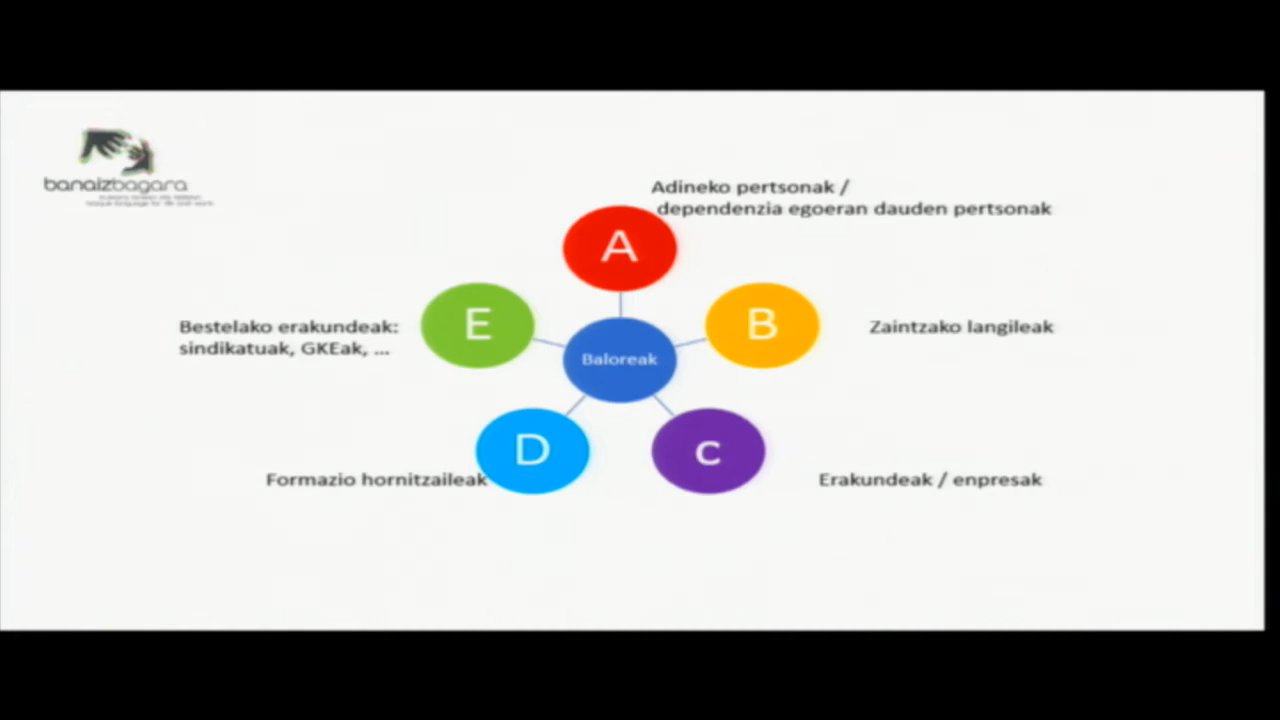 banaizbagara
Adineko pertsonak /
dependenzia egoeran dauden pertsonak
A
E
B
Bestelako erakundeak:
sindikatuak, GKEak, ...
Zaintzako langileak
Baloreak
D
c
Formazio hornitzaileak
Erakundeak / enpresak